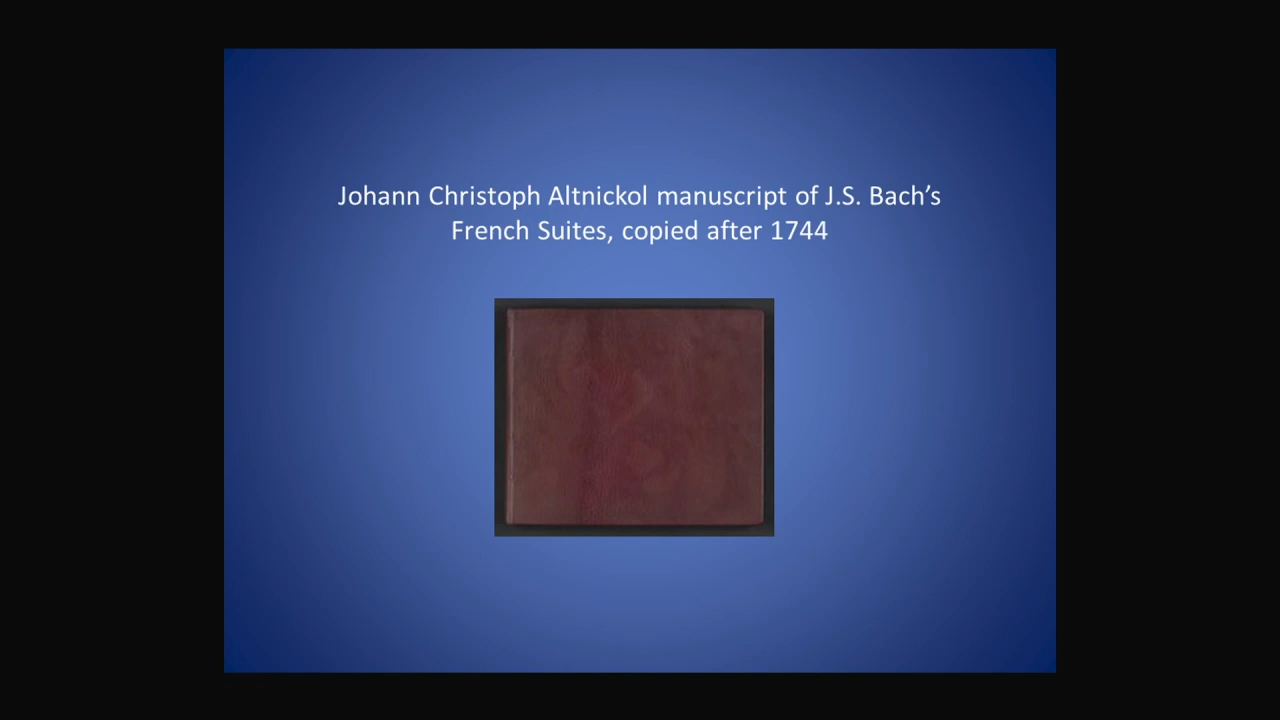 Johann Christoph Altnickol manuscript of J.S. Bach’s
French Suites, copied after 1744